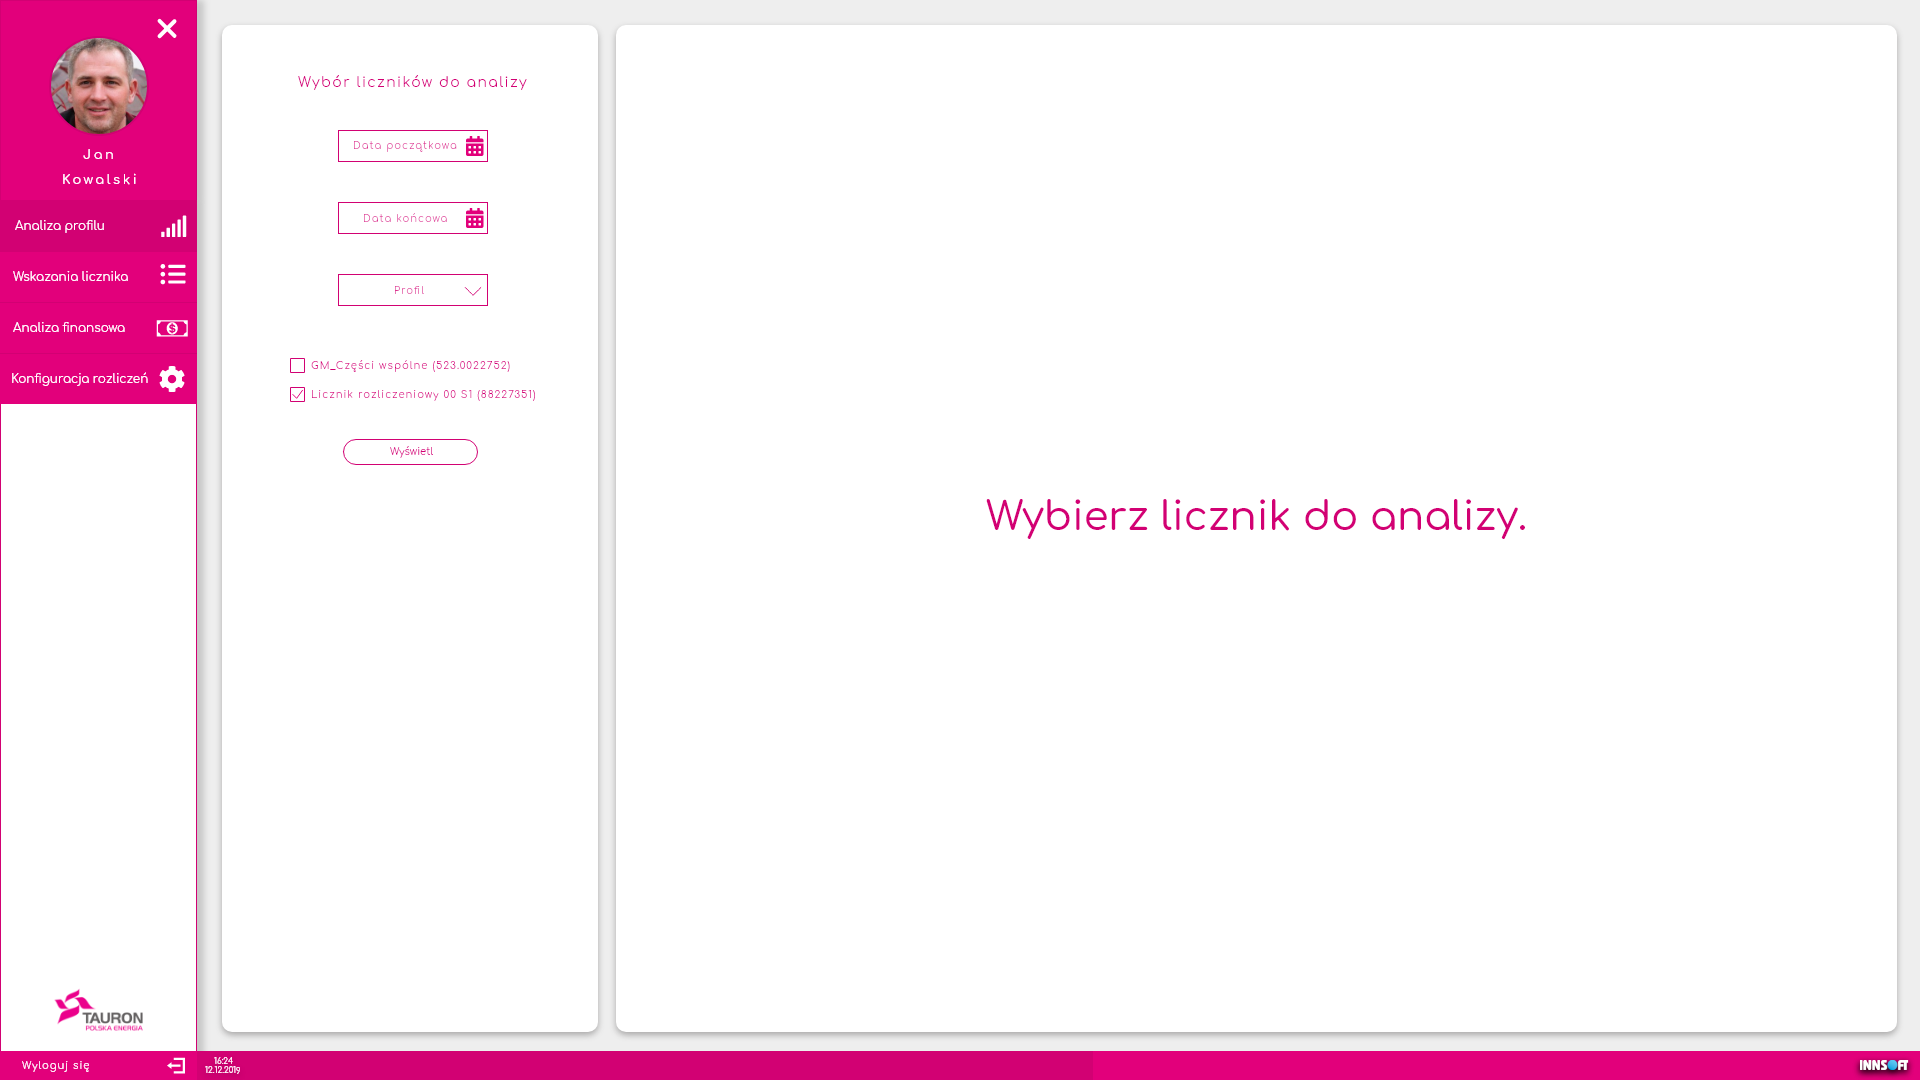 Jan
Kowalski
Analiza profilu
Wskazania licznika
Analiza finansowa
Konfiguracja rozliczeń
TAURON
POLSKA ENERGIA
Wyloguj się
Wybór liczników do analizy
Data początkowa
Data końcowa
Profil
GM_Części wspólne (523.0022752)
Licznik rozliczeniowy 00 S1 (88227351)
Wyświetl
Wybierz licznik do analizy.
16:24
12.12.2019
INNSOFT